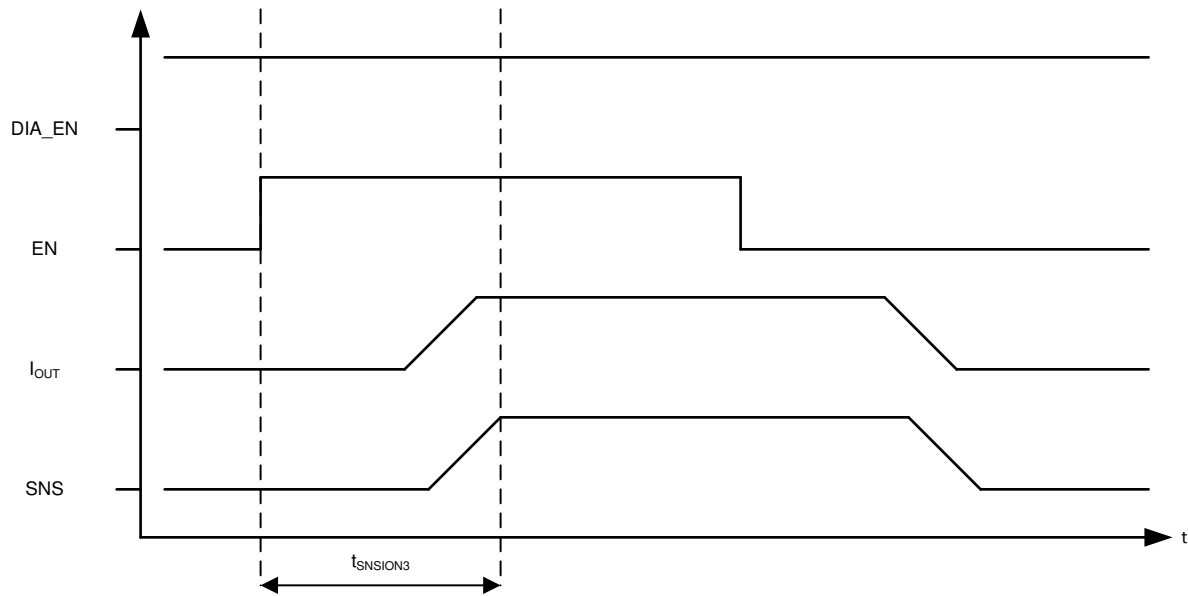 DIA_EN
EN
IOUT
SNS
t
tSNSION3